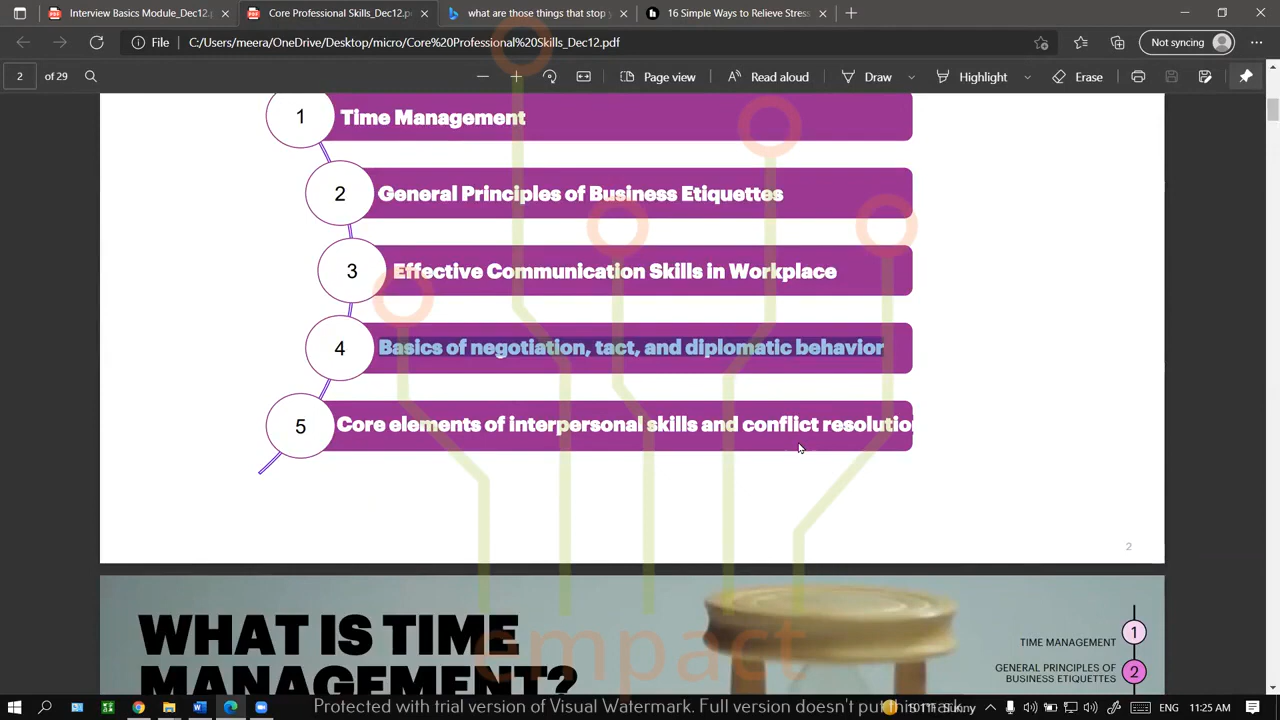 Interview Basics Module_Dec12.p
Core Professional Skills_Dec12.p
what are those things that stop y
16 Simple Ways to Relieve Stress
File
C:/Users/meera/OneDrive/Desktop/micro/Core%20Professional%20Skills_Dec12.pdf
Not syncing
2 of 29
Page view
Read aloud
Draw
Highlight
Erase
1 Time Management
2 General Principles of Business Etiquettes
3 Effective Communication Skills in Workplace
4 Basics of negotiation, tact, and diplomatic behavior
5 Core elements of interpersonal skills and conflict resolution
2
WHAT IS TIME
MANAGEMENT?
TIME MANAGEMENT 1
GENERAL PRINCIPLES OF
BUSINESS ETIQUETTES 2
empact
Protected with trial version of Visual Watermark. Full version doesn't put this mark.
ENG
11:25 AM